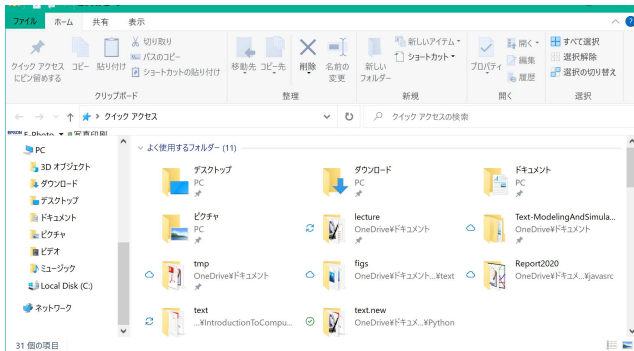 ファイル ホーム 共有 表示
クイック アクセス
にピン留めする
コピー
貼り付け
切り取り
パスのコピー
ショートカットの貼り付け
クリップボード
移動先 コピー先 削除 名前の
変更
整理
新しい
フォルダー
新しいアイテム
ショートカット
新規
プロパティ
開く
編集
履歴
開く
すべて選択
選択解除
選択の切り替え
選択
クイック アクセス
クイック アクセスの検索
EPSON E-Photo
PC
3D オブジェクト
ダウンロード
デスクトップ
ドキュメント
ピクチャ
ビデオ
ミュージック
Local Disk (C:)
ネットワーク
よく使用するフォルダー (11)
デスクトップ
PC
ダウンロード
PC
ドキュメント
PC
ピクチャ
PC
lecture
OneDrive¥ドキュメント
Text-ModelingAndSimula...
OneDrive¥ドキュメント
tmp
OneDrive¥ドキュメント
figs
OneDrive¥ドキュメン...¥text
Report2020
OneDrive¥ドキュメ...¥javasrc
text
...¥IntroductionToCompu...
text.new
OneDrive¥ドキュメ...¥Python
31 個の項目